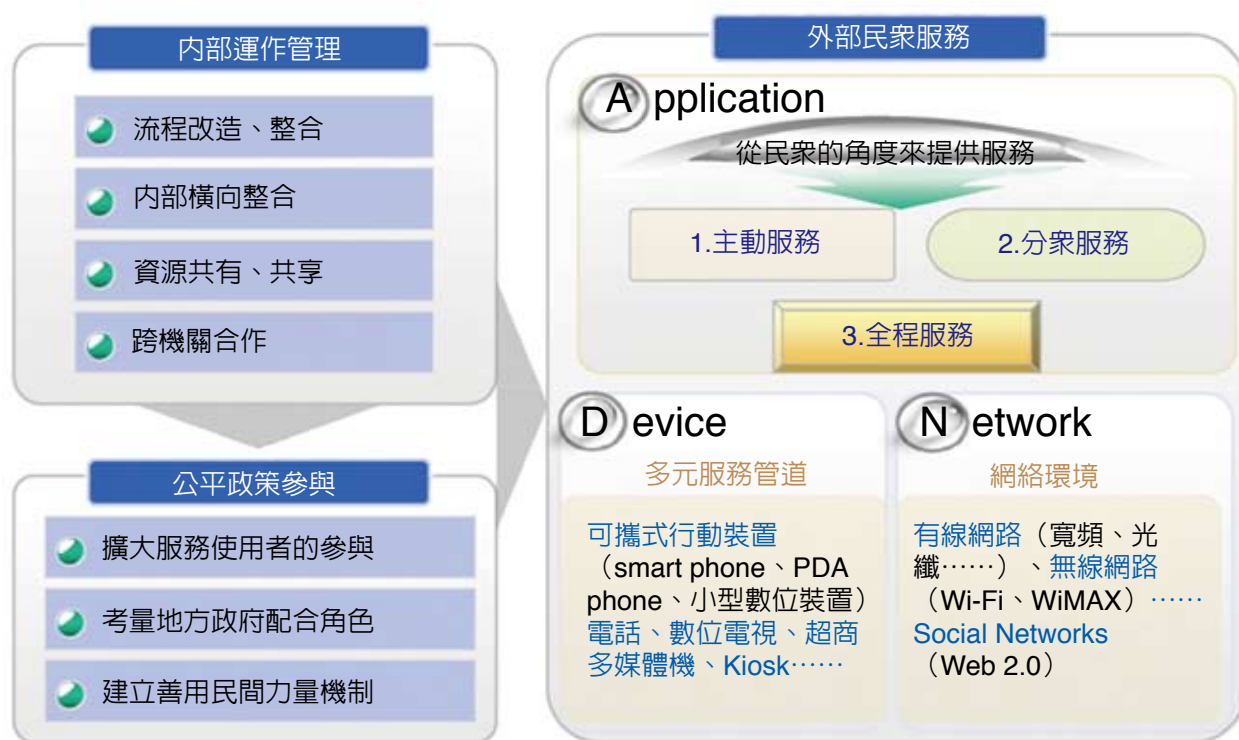 內部運作管理
流程改造、整合
內部橫向整合
資源共有、共享
跨機關合作
公平政策參與
擴大服務使用者的參與
考量地方政府配合角色
建立善用民間力量機制
外部民眾服務
Application
從民眾的角度來提供服務
1.主動服務
2.分眾服務
3.全程服務
Device
多元服務管道
可攜式行動裝置
（smart phone、PDA
phone、小型數位裝置）
電話、數位電視、超商
多媒體機、Kiosk……
Network
網絡環境
有線網路（寬頻、光
纖……）、無線網路
（Wi-Fi、WiMAX）……
Social Networks
（Web 2.0）